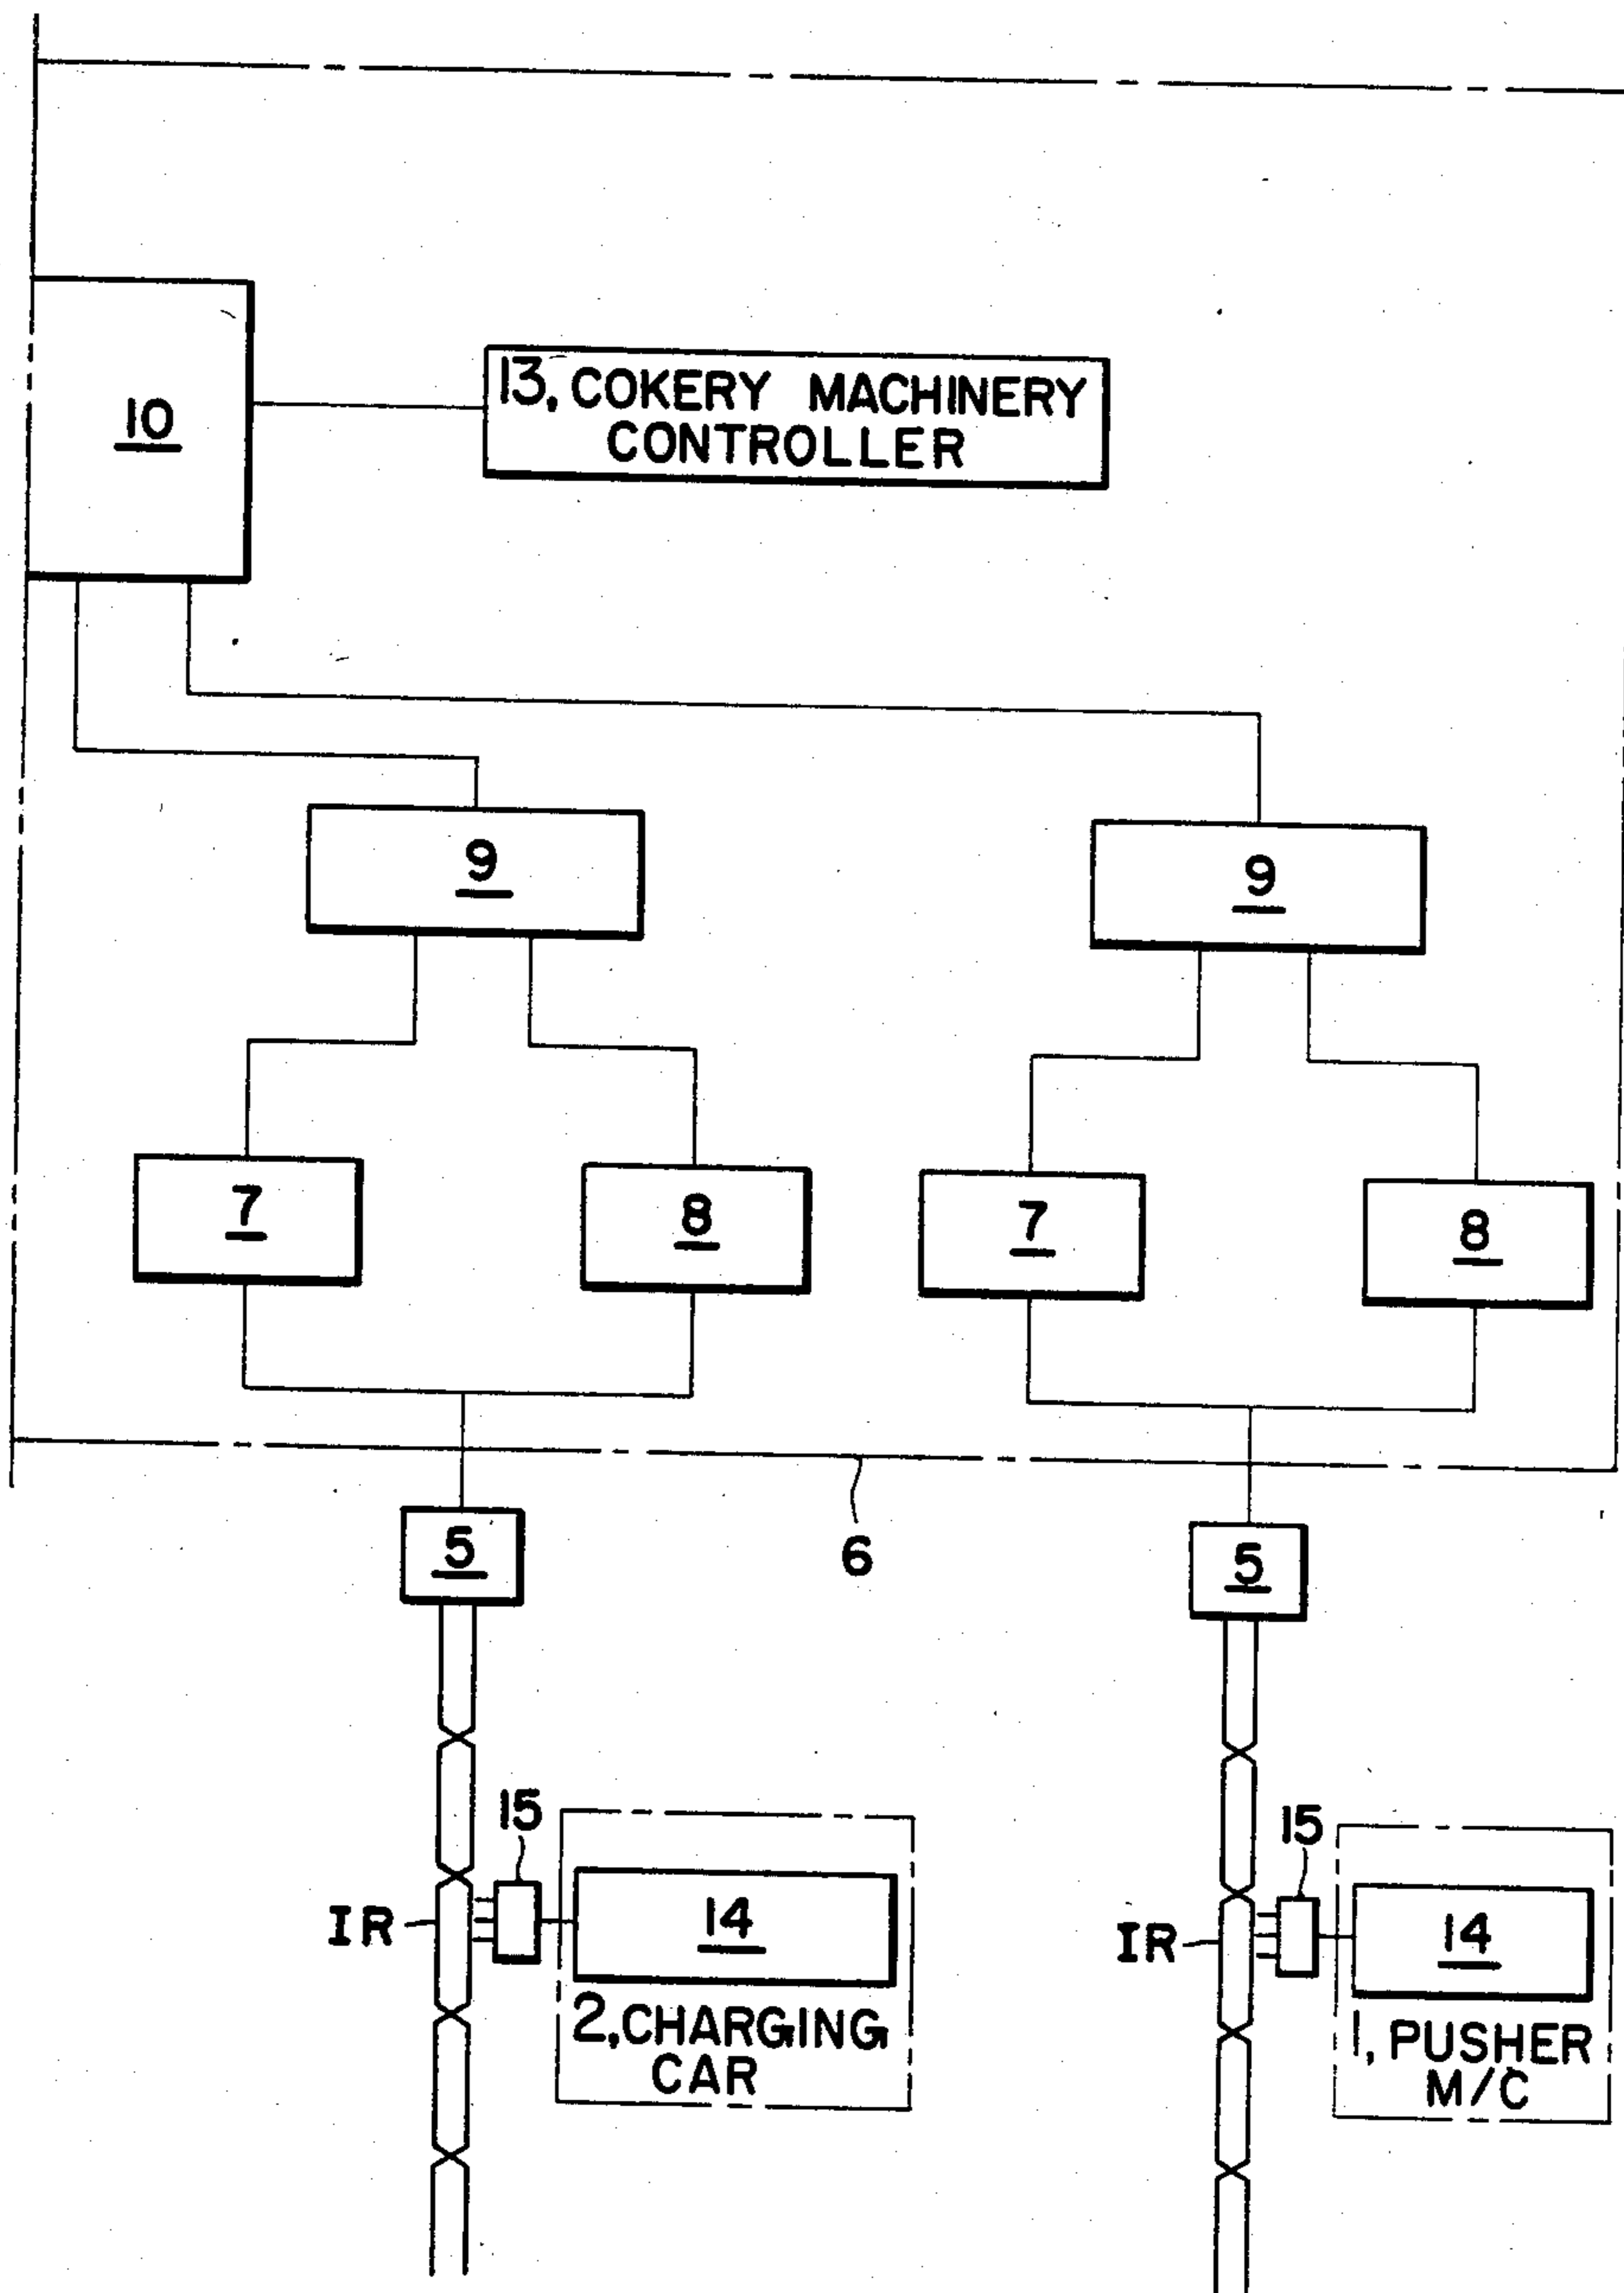 10
13, COKERY MACHINERY
CONTROLLER
9
9
7
8
7
8
6
5
5
15
15
IR
14
IR
14
2, CHARGING
CAR
1, PUSHER
M/C